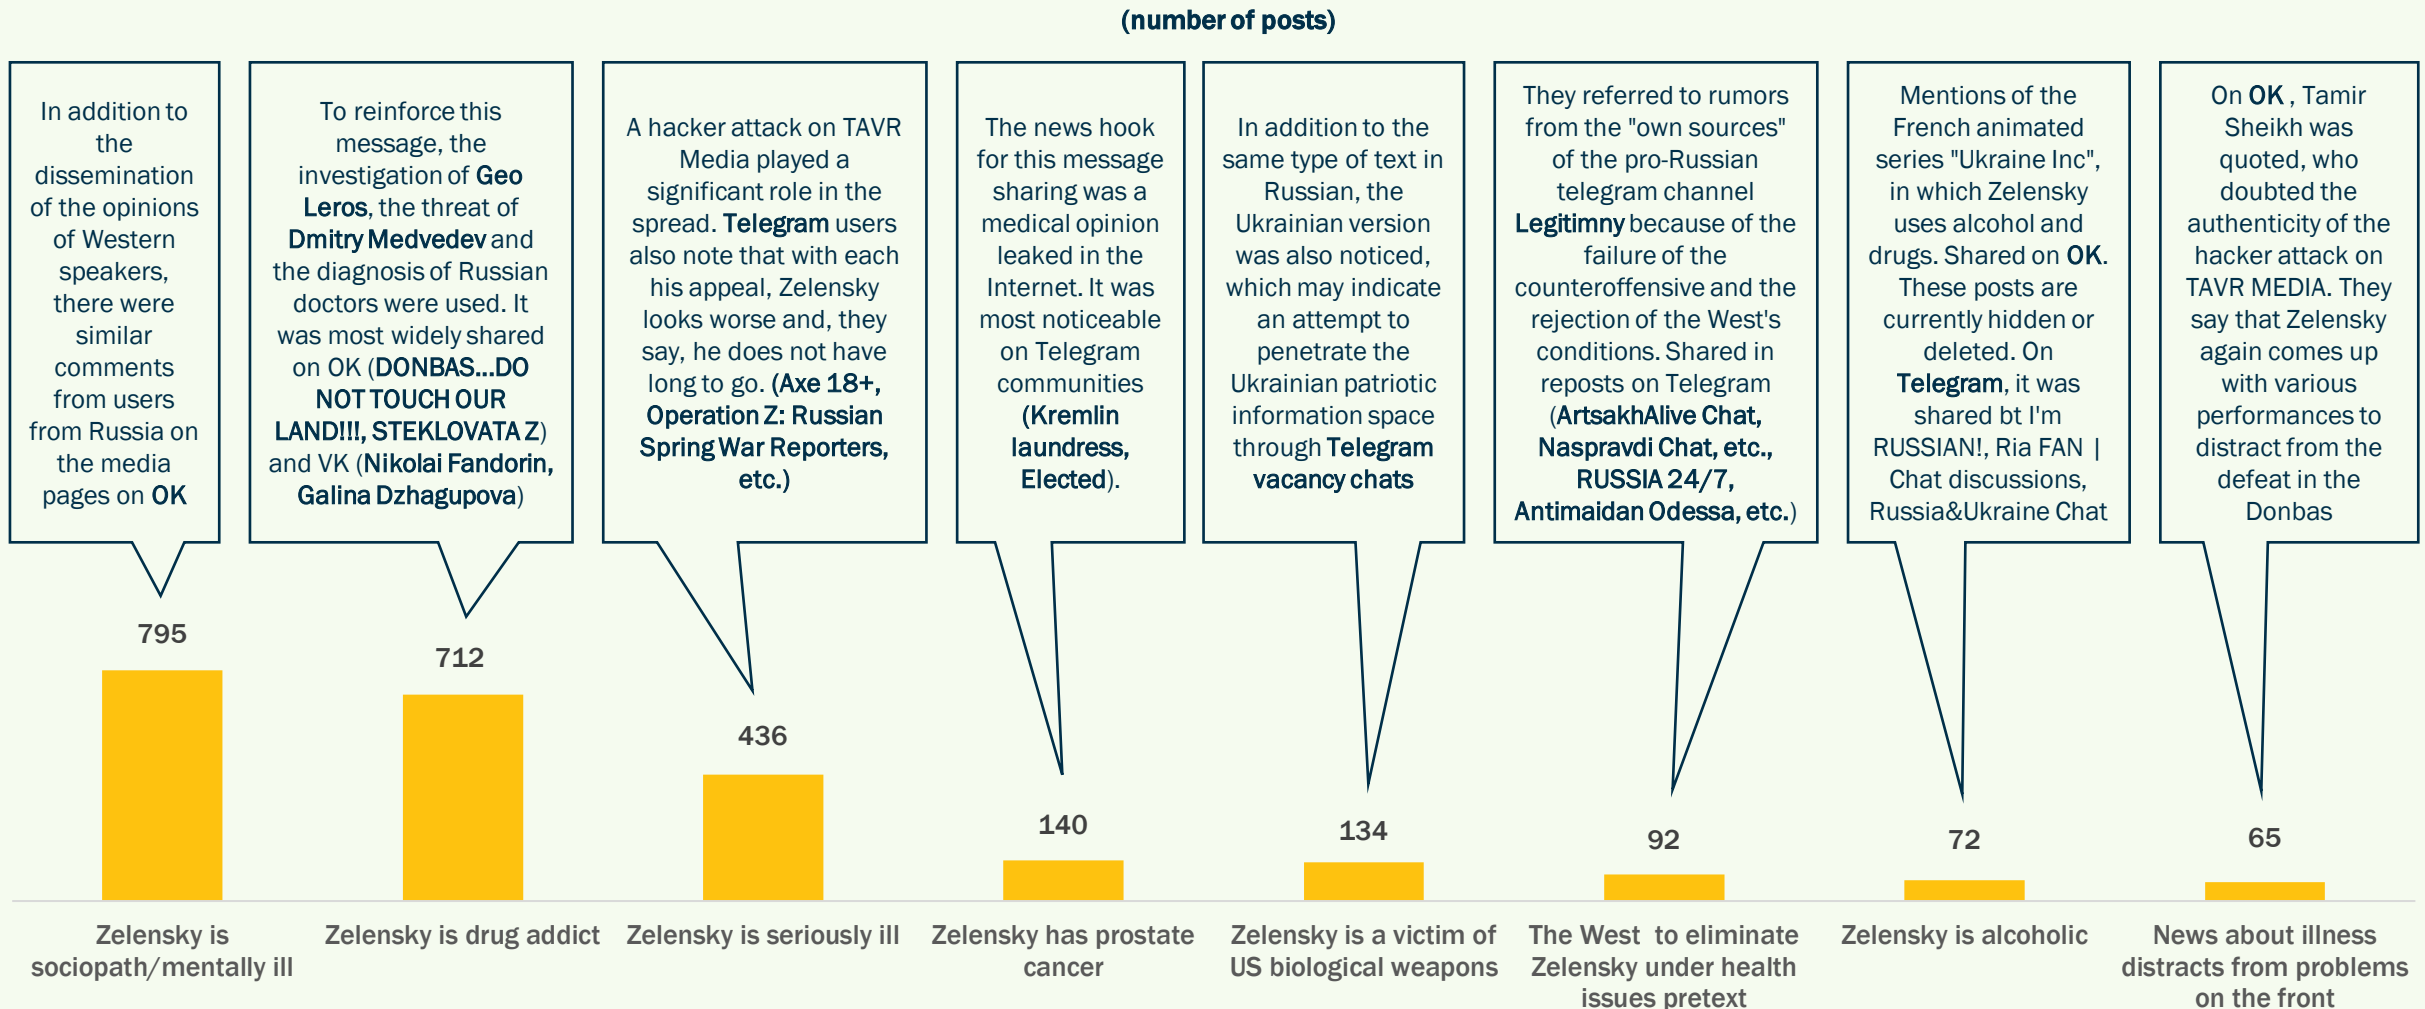 (number of posts)
In addition to
the
dissemination
of the opinions
of Western
speakers,
there were
similar
comments
from users
from Russia on
the media
pages on OK
To reinforce this
message, the
investigation of Geo
Leros, the threat of
Dmitry Medvedev and
the diagnosis of Russian
doctors were used. It
was most widely shared
on OK (DONBAS...DO
NOT TOUCH OUR
LAND!!!, STEKLOVATA Z)
and VK (Nikolai Fandorin,
Galina Dzhagupova)
A hacker attack on TAVR
Media played a
significant role in the
spread. Telegram users
also note that with each
his appeal, Zelensky
looks worse and, they
say, he does not have
long to go. (Axe 18+,
Operation Z: Russian
Spring War Reporters,
etc.)
The news hook
for this message
sharing was a
medical opinion
leaked in the
Internet. It was
most noticeable
on Telegram
communities
(Kremlin
laundress,
Elected).
In addition to the
same type of text in
Russian, the
Ukrainian version
was also noticed,
which may indicate
an attempt to
penetrate the
Ukrainian patriotic
information space
through Telegram
vacancy chats
They referred to rumors
from the "own sources"
of the pro-Russian
telegram channel
Legitimny because of the
failure of the
counteroffensive and the
rejection of the West's
conditions. Shared in
reposts on Telegram
(ArtsakhAlive Chat,
Naspravdi Chat, etc.,
RUSSIA 24/7,
Antimaidan Odessa, etc.)
Mentions of the
French animated
series "Ukraine Inc",
in which Zelensky
uses alcohol and
drugs. Shared on OK.
These posts are
currently hidden or
deleted. On
Telegram, it was
shared bt I'm
RUSSIAN!, Ria FAN |
Chat discussions,
Russia&Ukraine Chat
On OK , Tamir
Sheikh was
quoted, who
doubted the
authenticity of the
hacker attack on
TAVR MEDIA. They
say that Zelensky
again comes up
with various
performances to
distract from the
defeat in the
Donbas
795
712
436
140
134
92
72
65
Zelensky is
sociopath/mentally ill
Zelensky is drug addict
Zelensky is seriously ill
Zelensky has prostate
cancer
Zelensky is a victim of
US biological weapons
The West to eliminate
Zelensky under health
issues pretext
Zelensky is alcoholic
News about illness
distracts from problems
on the front